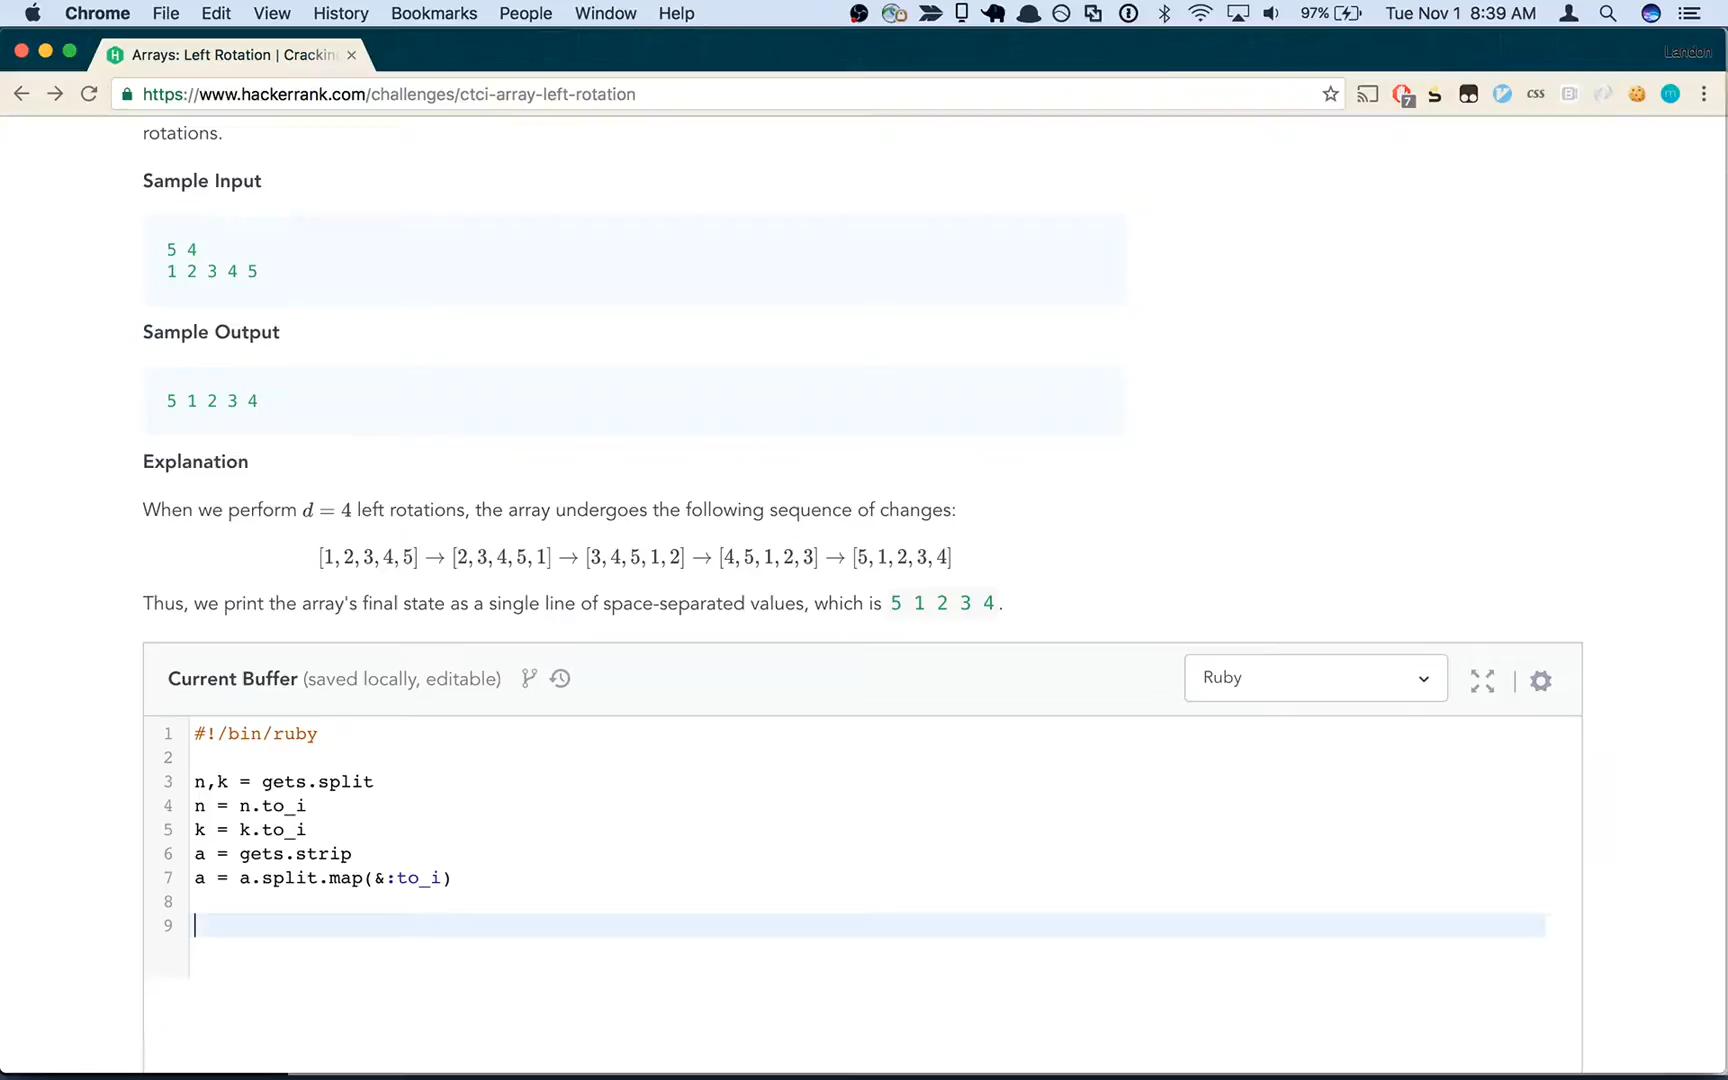 Chrome File Edit View History Bookmarks People Window Help 97% Tue Nov 1 8:39 AM
Arrays: Left Rotation | Crackin
Landon
https://www.hackerrank.com/challenges/ctci-array-left-rotation 7 S css
rotations.
Sample Input
5 4
1 2 3 4 5
Sample Output
5 1 2 3 4
Explanation
When we perform d = 4 left rotations, the array undergoes the following sequence of changes:
[1, 2, 3, 4, 5] → [2, 3, 4, 5, 1] → [3, 4, 5, 1, 2] → [4, 5, 1, 2, 3] → [5, 1, 2, 3, 4]
Thus, we print the array's final state as a single line of space-separated values, which is 5 1 2 3 4.
Current Buffer (saved locally, editable) Ruby
1 #!/bin/ruby
2
3 n,k = gets.split
4 n = n.to_i
5 k = k.to_i
6 a = gets.strip
7 a = a.split.map(&:to_i)
8
9